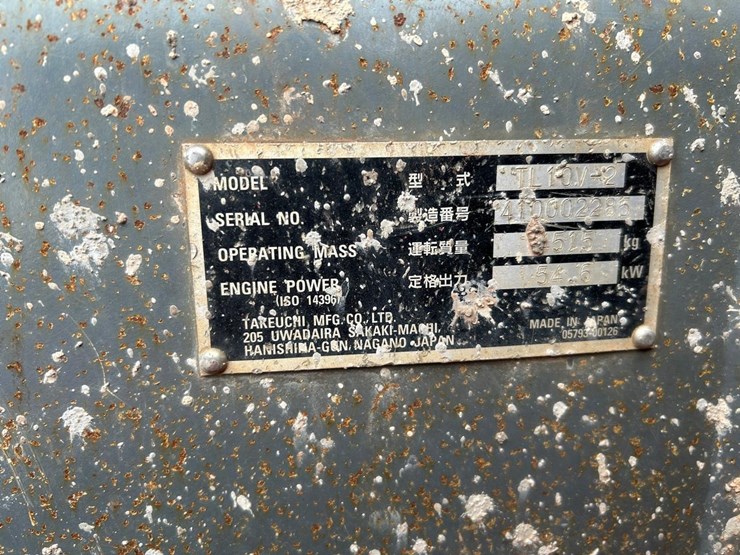 MODEL 型式 TL10V-2
SERIAL NO. 製造番号
OPERATING MASS 運転質量 kg
ENGINE POWER 定格出力 kW
(ISO 14396)
TAKEUCHI MFG. CO., LTD.
205 UWADAIRA SAKAKI-MACHI,
HANISHINA-GUN, NAGANO JAPAN
MADE IN JAPAN
05793-00126